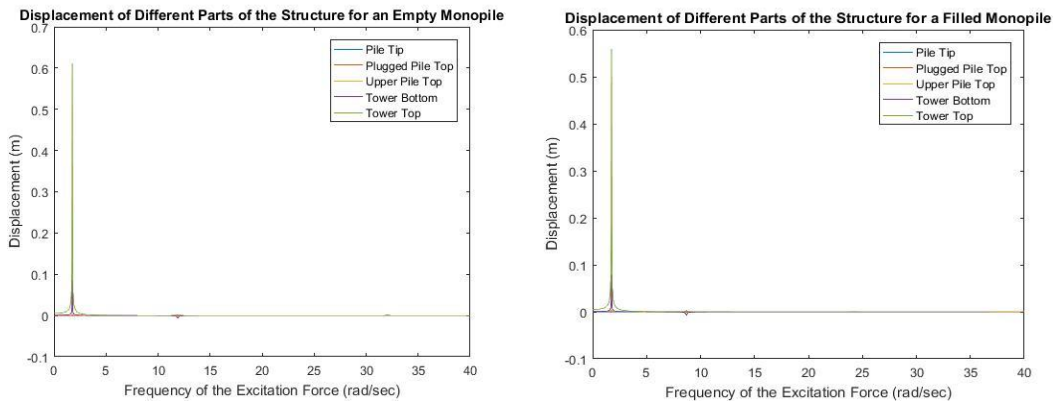 Displacement of Different Parts of the Structure for an Empty Monopile
0.7
0.6
0.5
0.4
0.3
0.2
0.1
0
-0.1
Displacement (m)
Pile Tip
Plugged Pile Top
Upper Pile Top
Tower Bottom
Tower Top
0 5 10 15 20 25 30 35 40
Frequency of the Excitation Force (rad/sec)
Displacement of Different Parts of the Structure for a Filled Monopile
0.6
0.5
0.4
0.3
0.2
0.1
0
-0.1
Displacement (m)
Pile Tip
Plugged Pile Top
Upper Pile Top
Tower Bottom
Tower Top
0 5 10 15 20 25 30 35 40
Frequency of the Excitation Force (rad/sec)